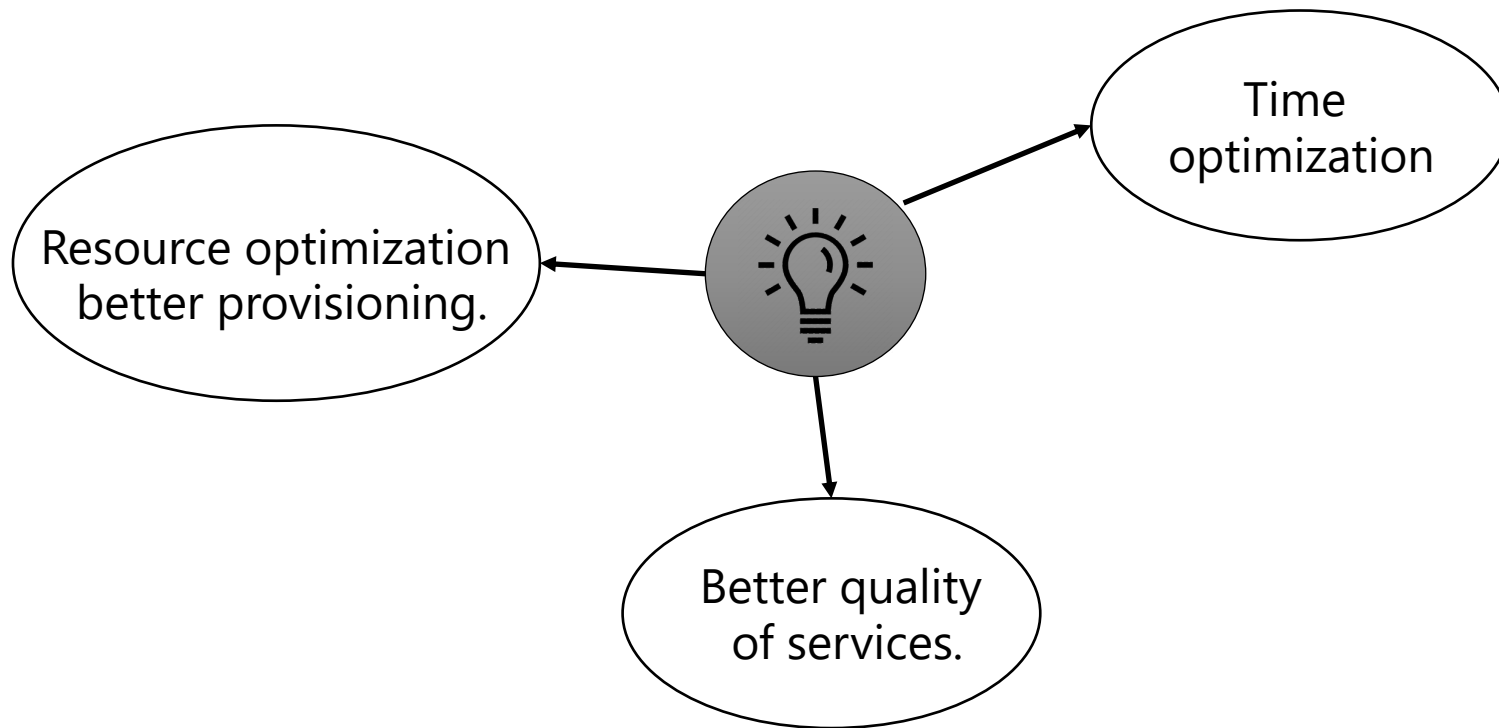 Time
optimization
Resource optimization
better provisioning.
Better quality
of services.